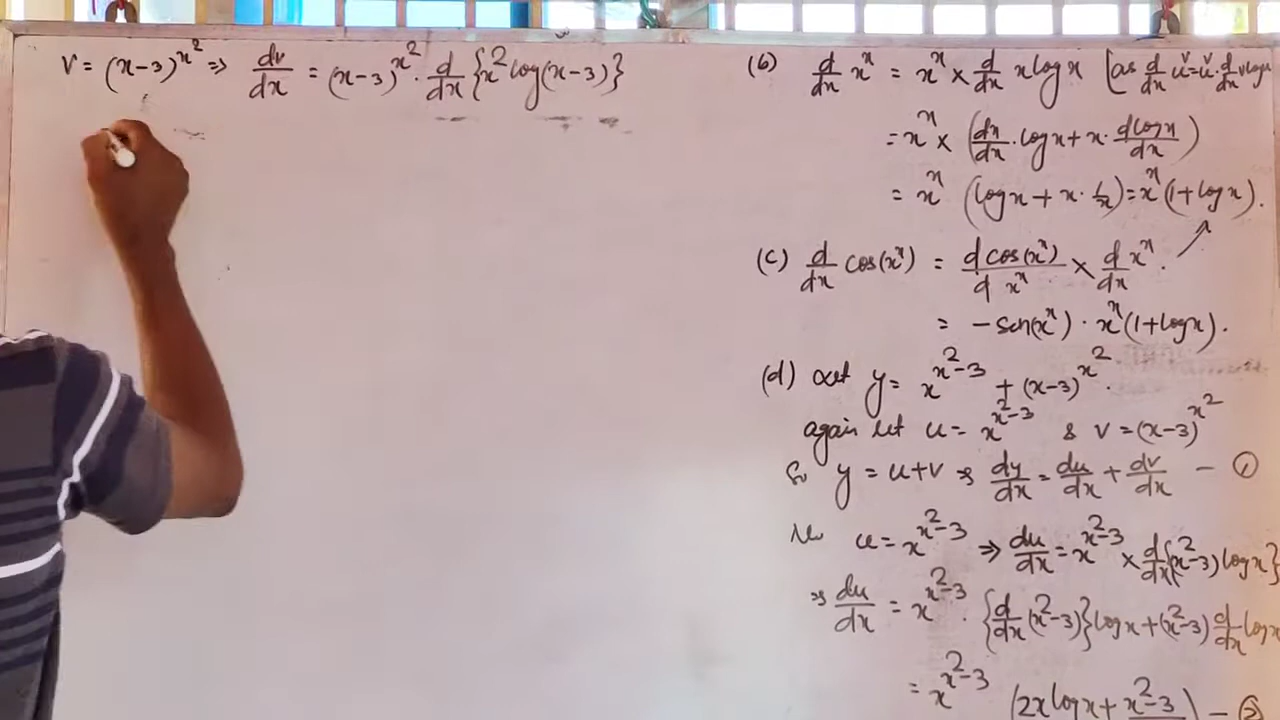 v = (x-3)^x² ⇒ dv/dx = (x-3)^x² · d/dx {x² log(x-3)}
(b) d/dx x^x = x^x × d/dx x log x [as d/dx u^v = u^v · d/dx v log u
= x^x × (dx/dx · log x + x · d log x/dx)
= x^x (log x + x · 1/x) = x^x (1 + log x).
(c) d/dx cos(x^x) = d cos(x^x)/d x^x × d/dx x^x.
= -sin(x^x) · x^x (1 + log x).
(d) Let y = x^(x²-3) + (x-3)^x².
again let u = x^(x²-3) & v = (x-3)^x²
So y = u+v ⇒ dy/dx = du/dx + dv/dx - ①
u = x^(x²-3) ⇒ du/dx = x^(x²-3) × d/dx {(x²-3) log x}
⇒ du/dx = x^(x²-3) · {d/dx (x²-3)} log x + (x²-3) d/dx log x
= x^(x²-3) (2x log x + x²-3 ) - ②